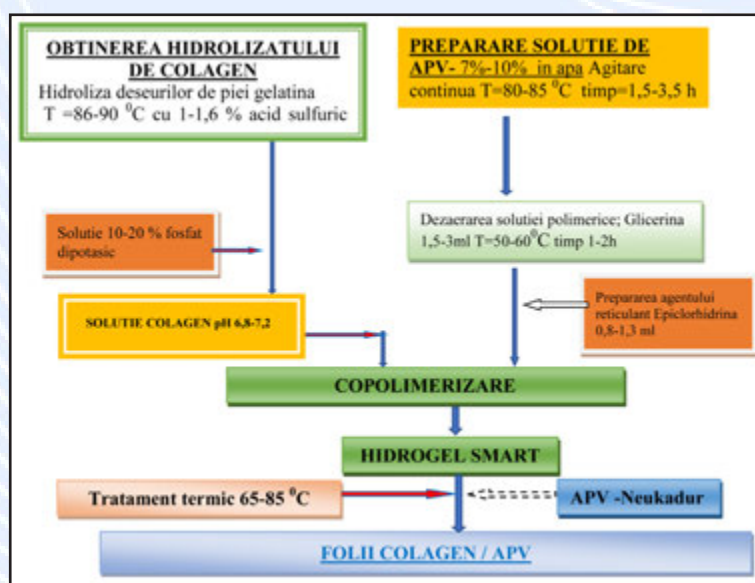 OBTINEREA HIDROLIZATULUI
DE COLAGEN
Hidroliza deseurilor de piei gelatina
T =86-90 ⁰C cu 1-1,6 % acid sulfuric
PREPARARE SOLUTIE DE
APV- 7%-10% in apa Agitare
continua T=80-85 ⁰C timp=1,5-3,5 h
Solutie 10-20 % fosfat
dipotasic
Dezaerarea solutiei polimerice; Glicerina
1,5-3ml T=50-60⁰C timp 1-2h
SOLUTIE COLAGEN pH 6,8-7,2
Prepararea agentului
reticulant Epiclorhidrina
0,8-1,3 ml
COPOLIMERIZARE
HIDROGEL SMART
Tratament termic 65-85 ⁰C
APV -Neukadur
FOLII COLAGEN / APV